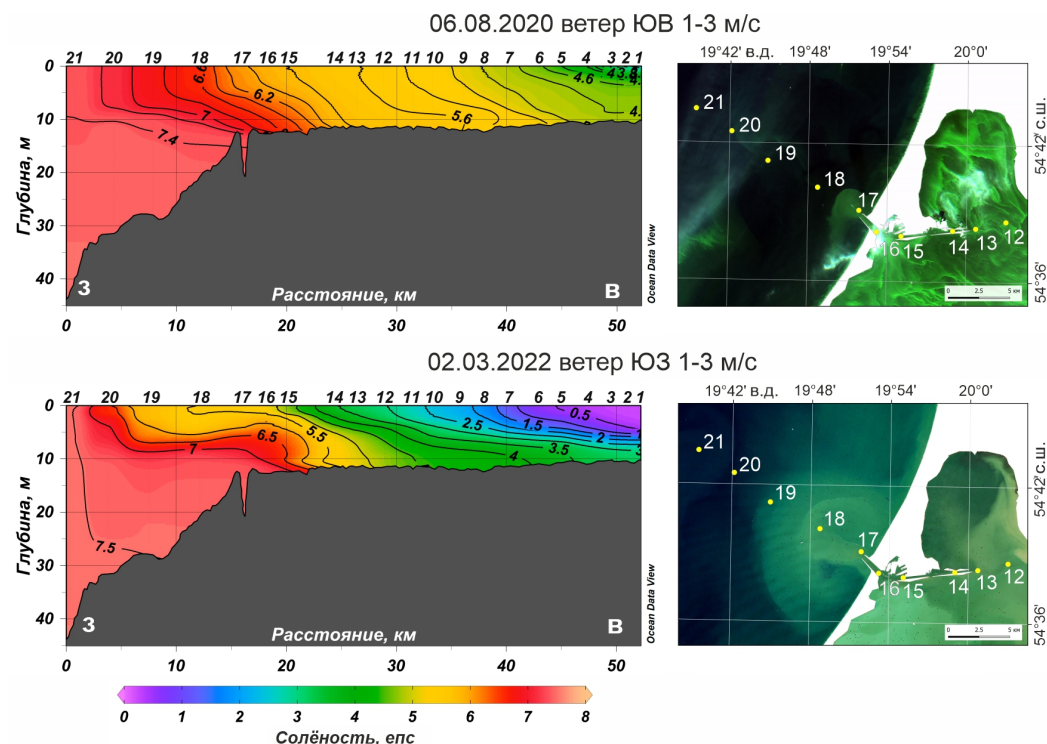 06.08.2020 ветер ЮВ 1-3 м/с
21 20 19 18 17 16 15 14 13 12 11 10 9 8 7 6 5 4 3 2 1
0
10
20
30
40
Глубина, м
6.6
6.2
7
7.4
5.6
4.6
З
В
Расстояние, км
0 10 20 30 40 50
Ocean Data View
19°42' в.д. 19°48' 19°54' 20°0'
54°42' с.ш.
54°36'
21
20
19
18
17
16
15
14
13
12
0 2.5 5 км
02.03.2022 ветер ЮЗ 1-3 м/с
21 20 19 18 17 16 15 14 13 12 11 10 9 8 7 6 5 4 3 2 1
0
10
20
30
40
Глубина, м
7
6.5
5.5
7.5
2.5
1.5
0.5
2
3
3.5
4
З
В
Расстояние, км
0 10 20 30 40 50
Ocean Data View
19°42' в.д. 19°48' 19°54' 20°0'
54°42' с.ш.
54°36'
21
20
19
18
17
16
15
14
13
12
0 2.5 5 км
0 1 2 3 4 5 6 7 8
Солёность, епс